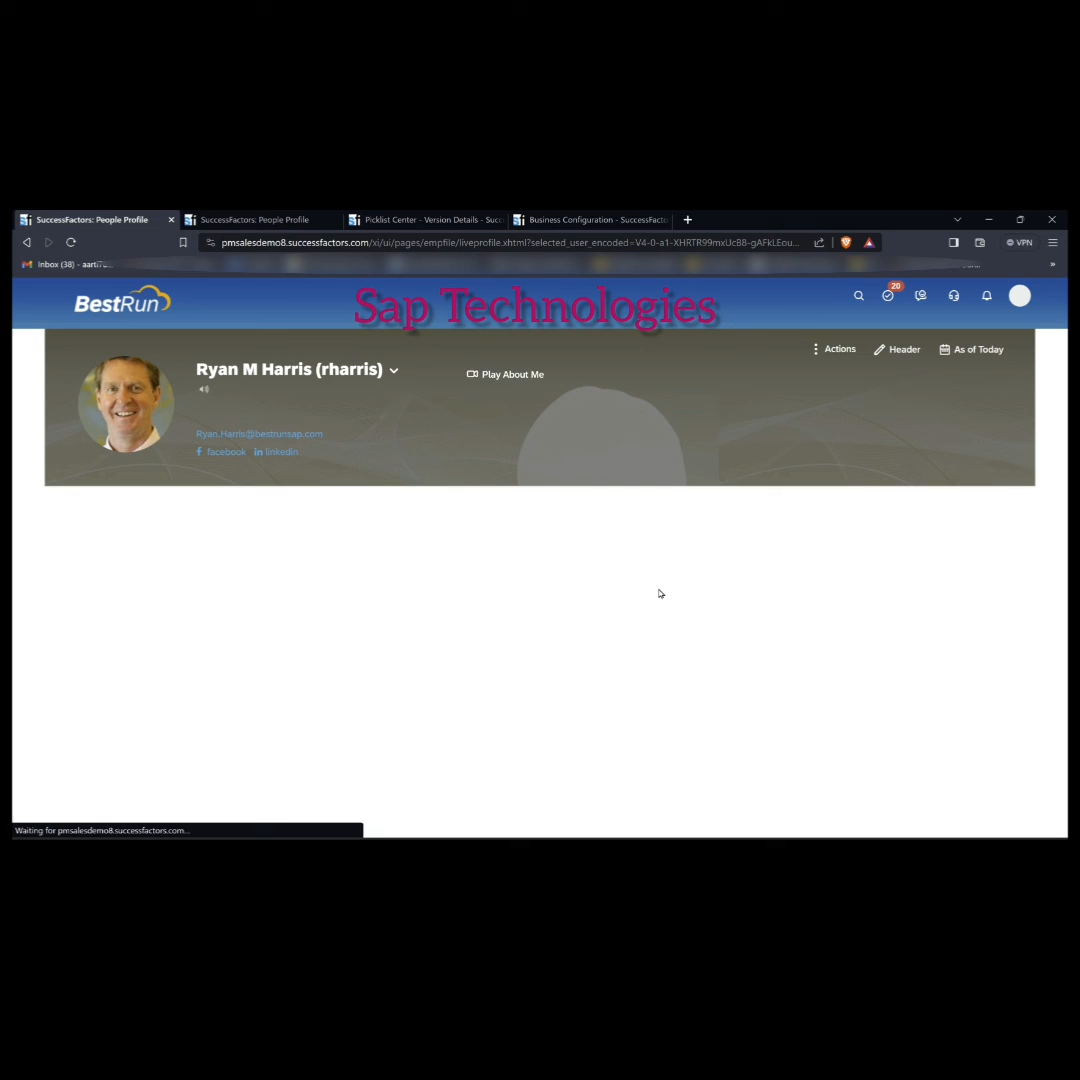 SuccessFactors: People Profile
SuccessFactors: People Profile
Picklist Center - Version Details - Succ
Business Configuration - SuccessFacto
pmsalesdemo8.successfactors.com/xi/ui/pages/empfile/liveprofile.xhtml?selected_user_encoded=V4-0-a1-XHRTR99mxUcB8-gAFkLEou...
VPN
Inbox (38) -
»
BestRun
Sap Technologies
20
Actions
Header
As of Today
Ryan M Harris (rharris)
Play About Me
Ryan.Harris@bestrunsap.com
f facebook in linkedin
Waiting for pmsalesdemo8.successfactors.com...